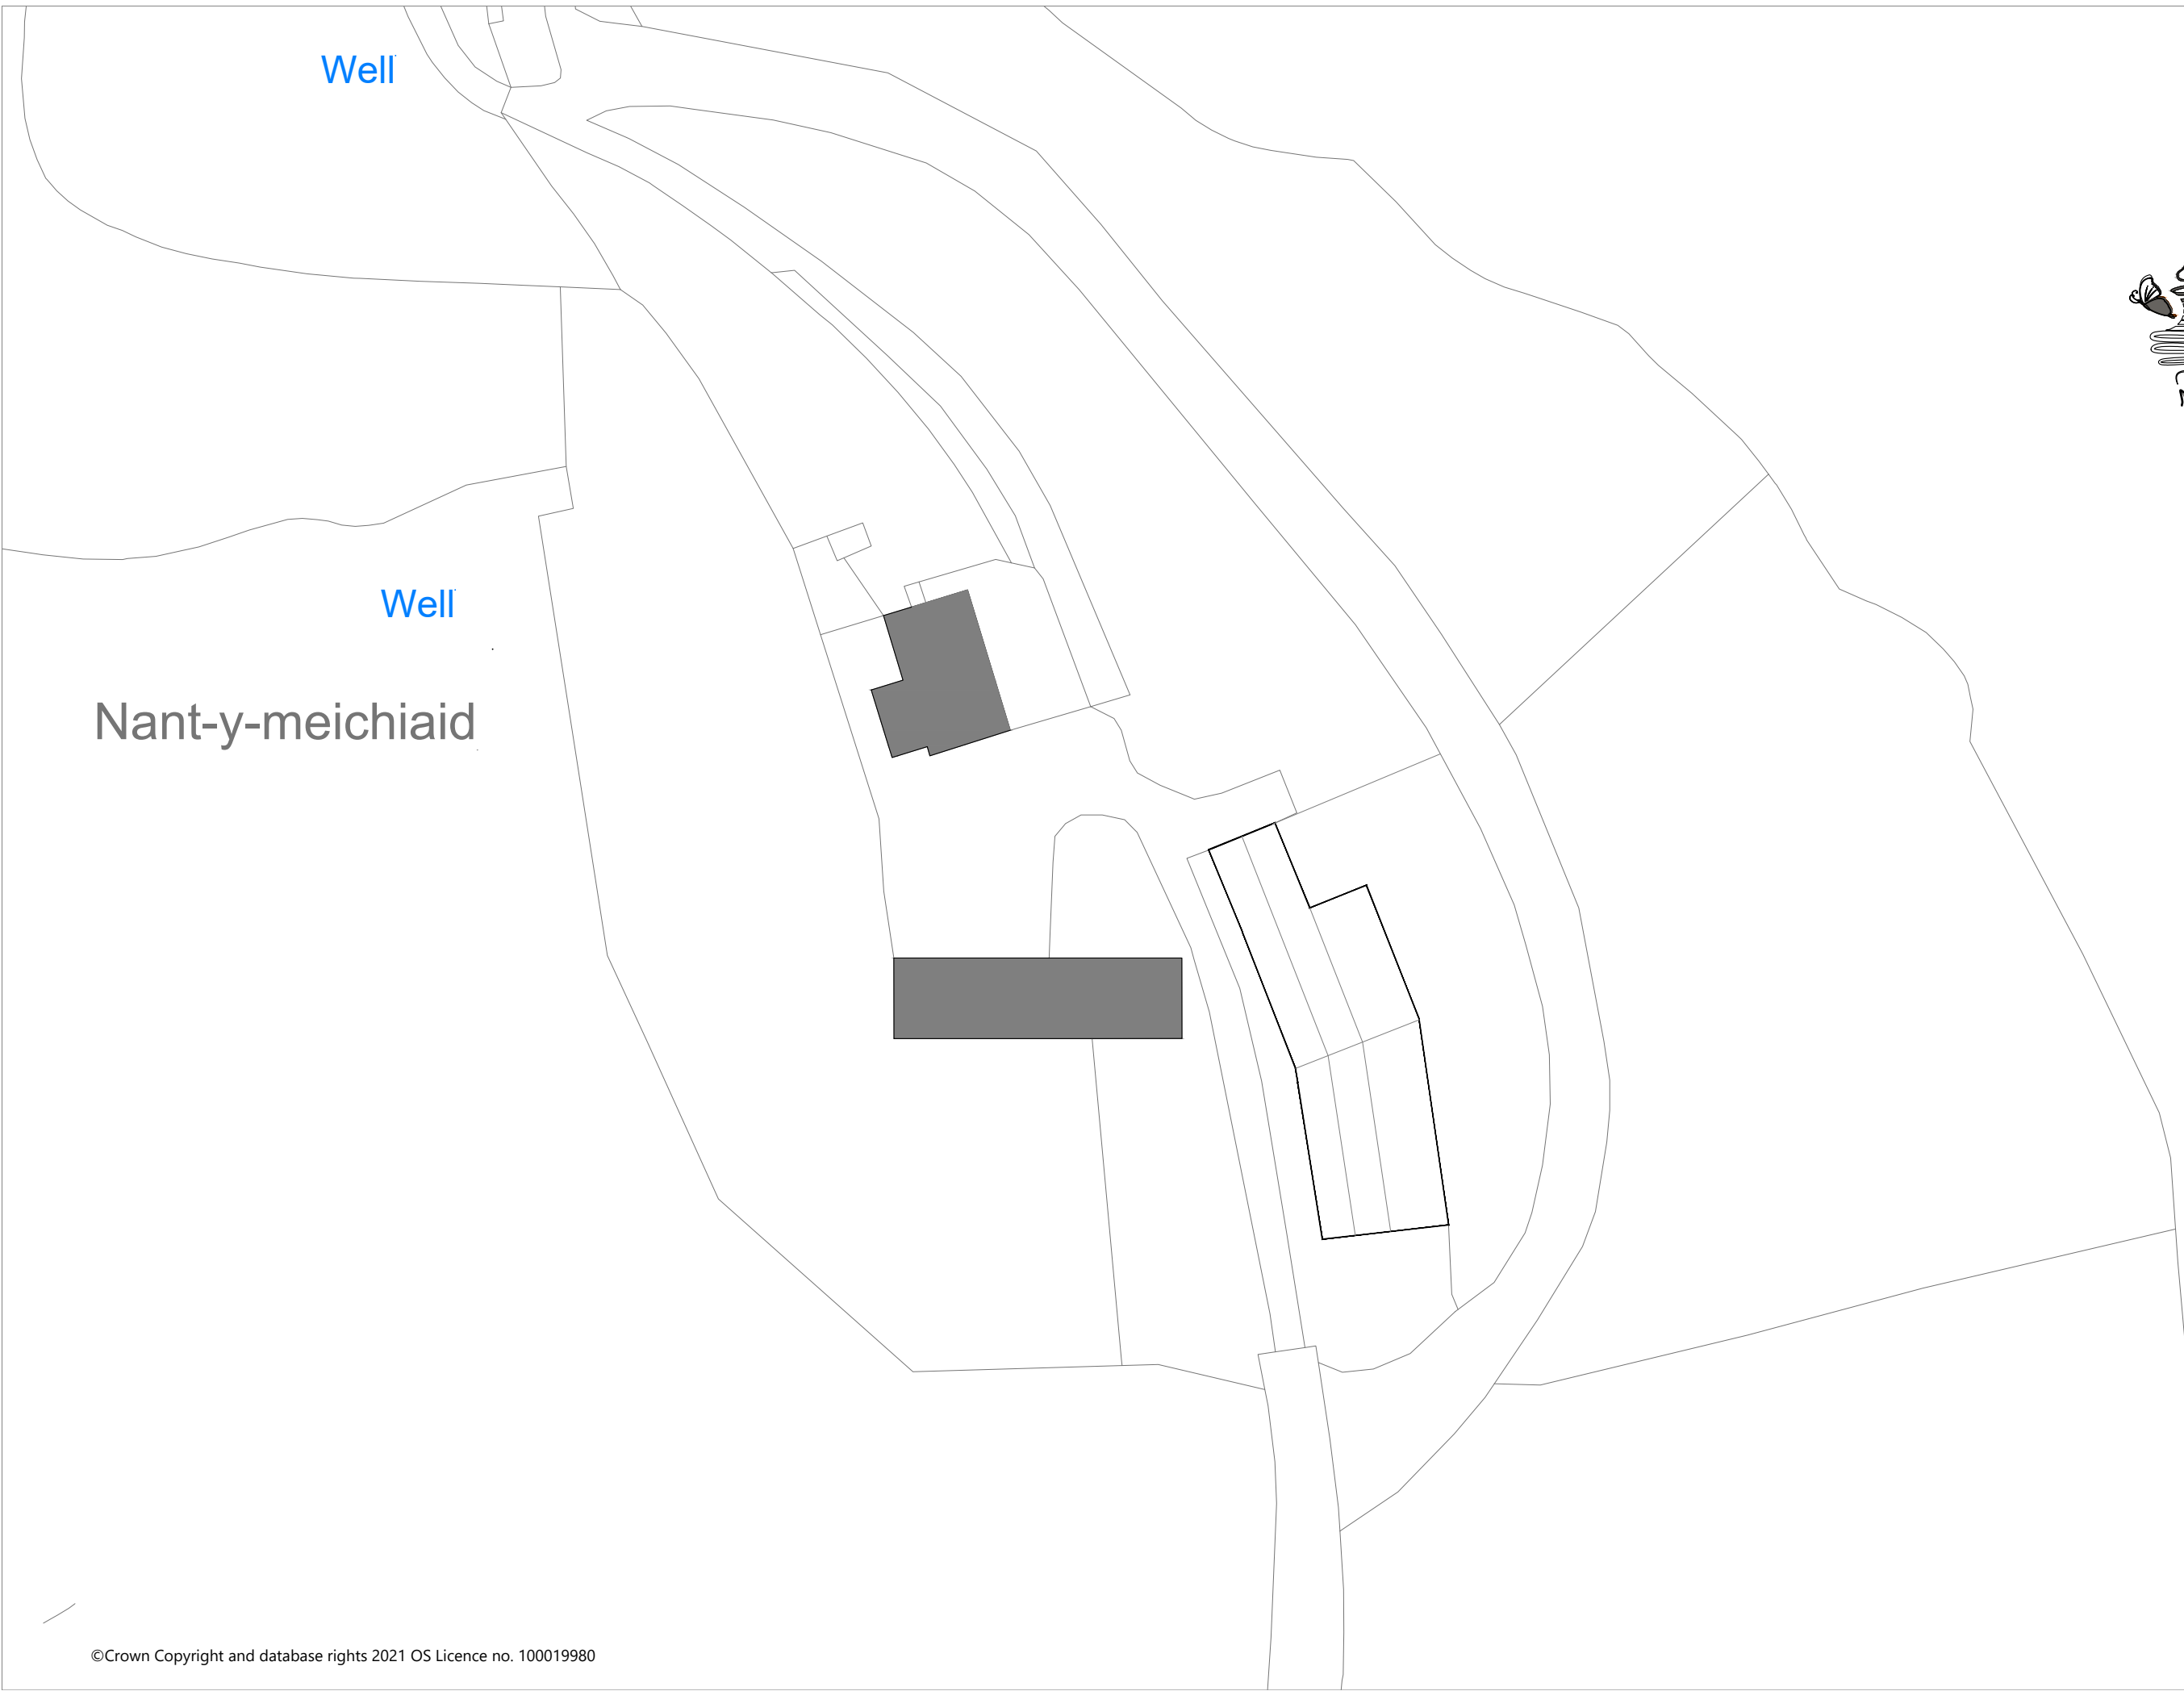 Well
Well
Nant-y-meichiaid
©Crown Copyright and database rights 2021 OS Licence no. 100019980